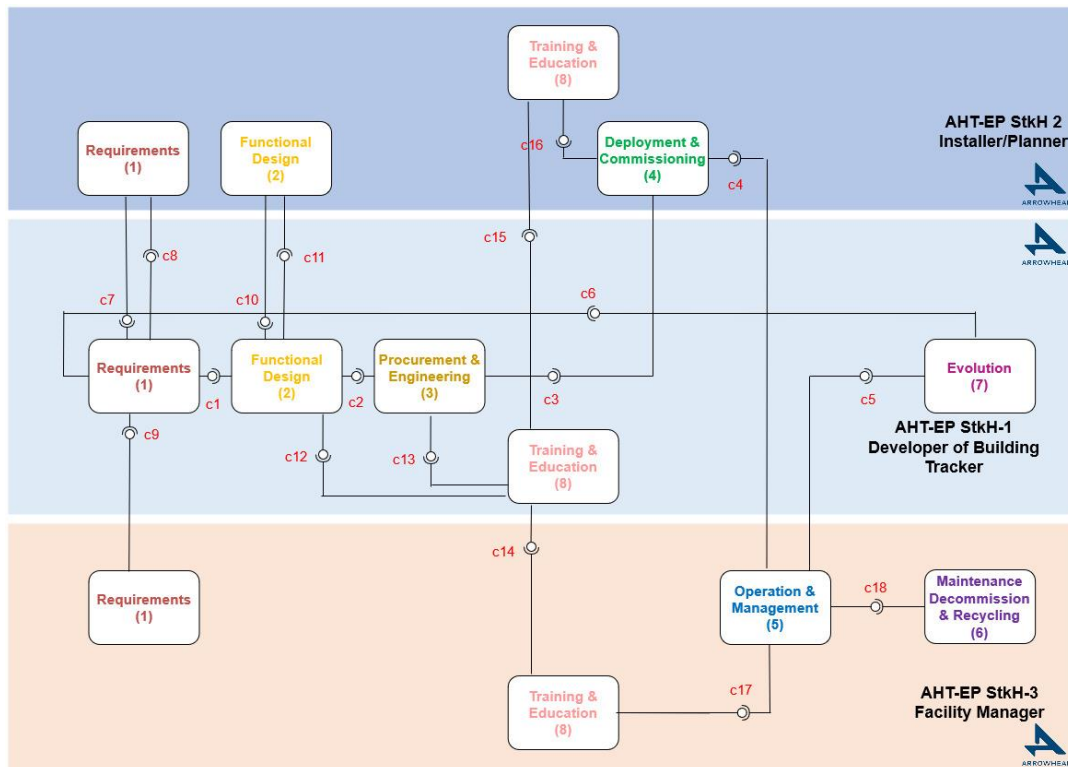 Training &
Education
(8)
AHT-EP StkH 2
Installer/Planner
ARROWHEAD
Requirements
(1)
Functional
Design
(2)
c16
Deployment &
Commissioning
(4)
c4
c8
c11
c15
ARROWHEAD
c7
c10
c6
Requirements
(1)
c1
Functional
Design
(2)
c2
Procurement &
Engineering
(3)
c3
c5
Evolution
(7)
AHT-EP StkH-1
Developer of Building
Tracker
c9
c12
c13
Training &
Education
(8)
c14
Requirements
(1)
Operation &
Management
(5)
c18
Maintenance
Decommission
& Recycling
(6)
Training &
Education
(8)
c17
AHT-EP StkH-3
Facility Manager
ARROWHEAD